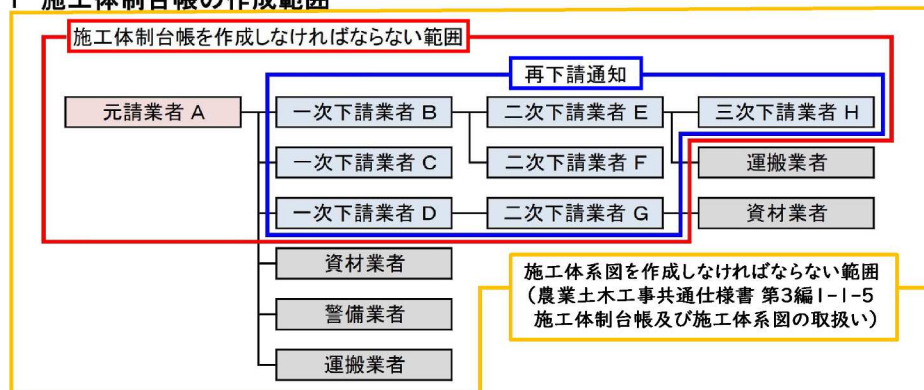 1 施工体制台帳の作成範囲
施工体制台帳を作成しなければならない範囲
再下請通知
元請業者 A
一次下請業者 B
二次下請業者 E
三次下請業者 H
一次下請業者 C
二次下請業者 F
運搬業者
一次下請業者 D
二次下請業者 G
資材業者
資材業者
警備業者
運搬業者
施工体系図を作成しなければならない範囲
(農業土木工事共通仕様書 第3編1-1-5
施工体制台帳及び施工体系図の取扱い)